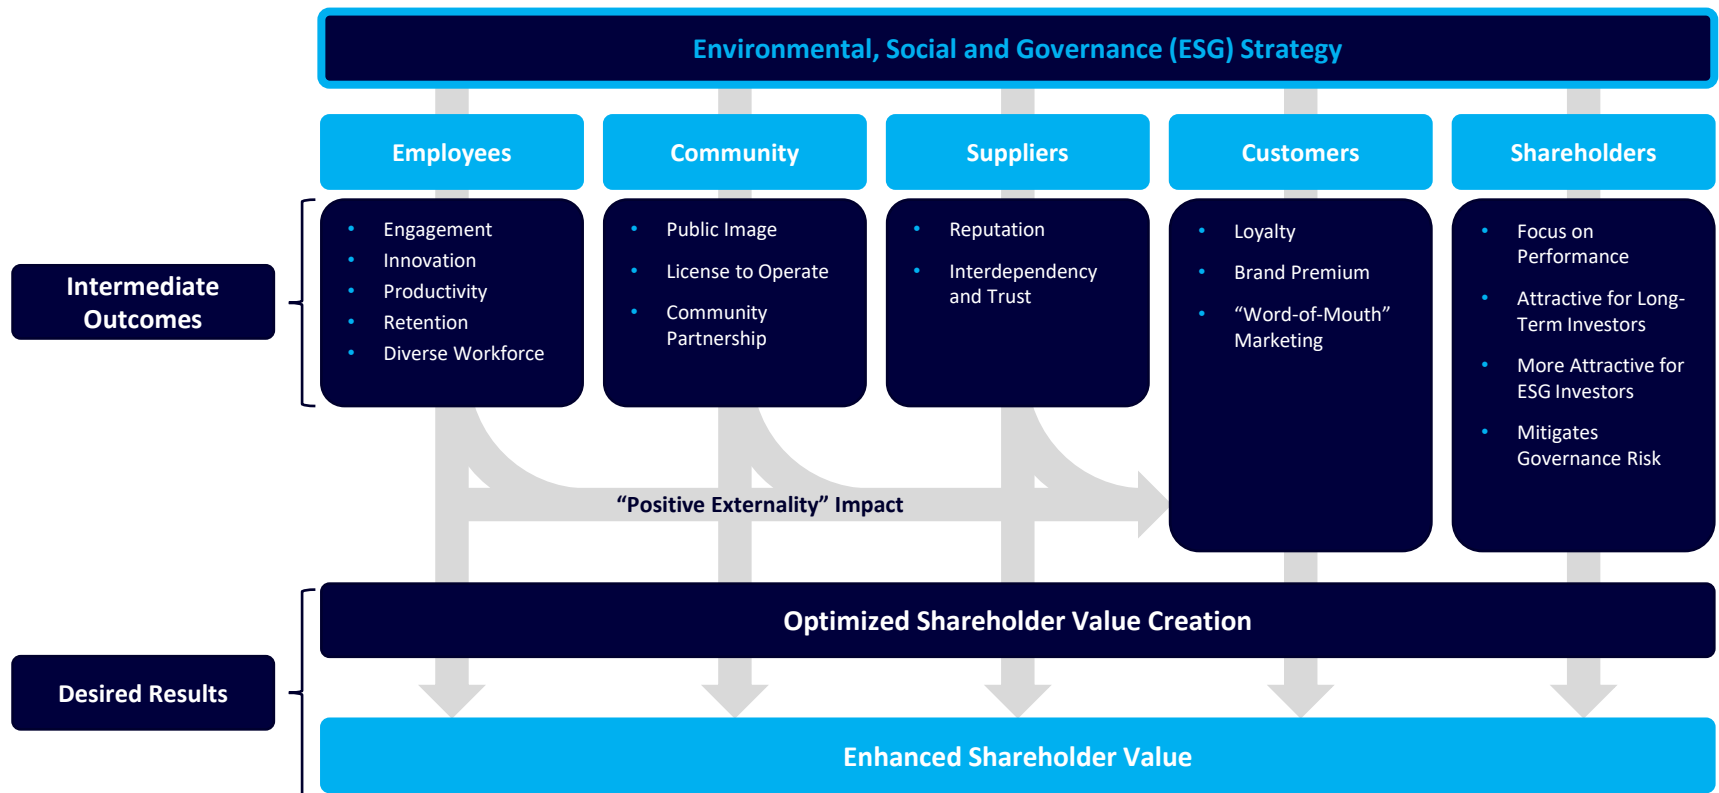 Environmental, Social and Governance (ESG) Strategy
Employees
Community
Suppliers
Customers
Shareholders
Intermediate
Outcomes
• Engagement
• Innovation
• Productivity
• Retention
• Diverse Workforce
• Public Image
• License to Operate
• Community
Partnership
• Reputation
• Interdependency
and Trust
• Loyalty
• Brand Premium
• “Word-of-Mouth”
Marketing
• Focus on
Performance
• Attractive for Long-
Term Investors
• More Attractive for
ESG Investors
• Mitigates
Governance Risk
“Positive Externality” Impact
Desired Results
Optimized Shareholder Value Creation
Enhanced Shareholder Value